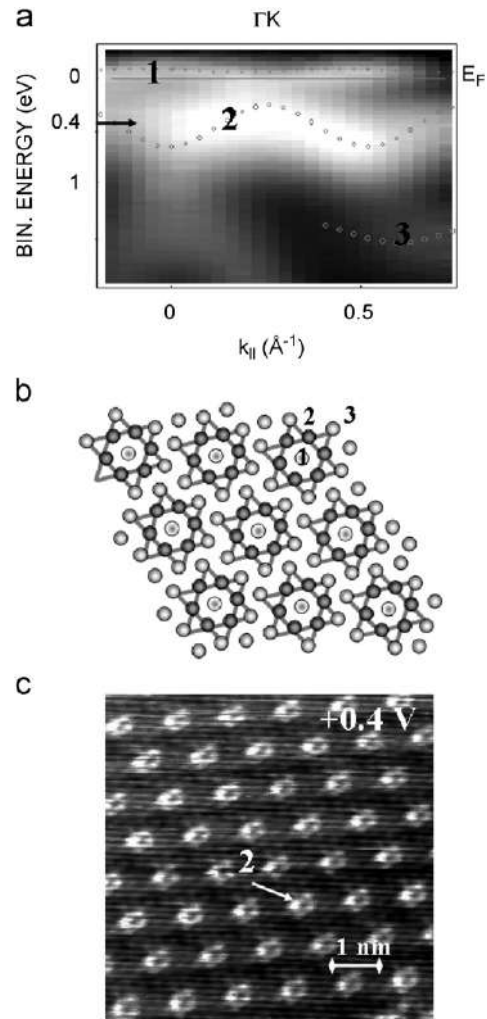 a
ΓK
BIN. ENERGY (eV)
0
0.4
1
1
2
3
E_F
0
0.5
k_II (Å⁻¹)
b
2 3
1
c
+0.4 V
2
1 nm